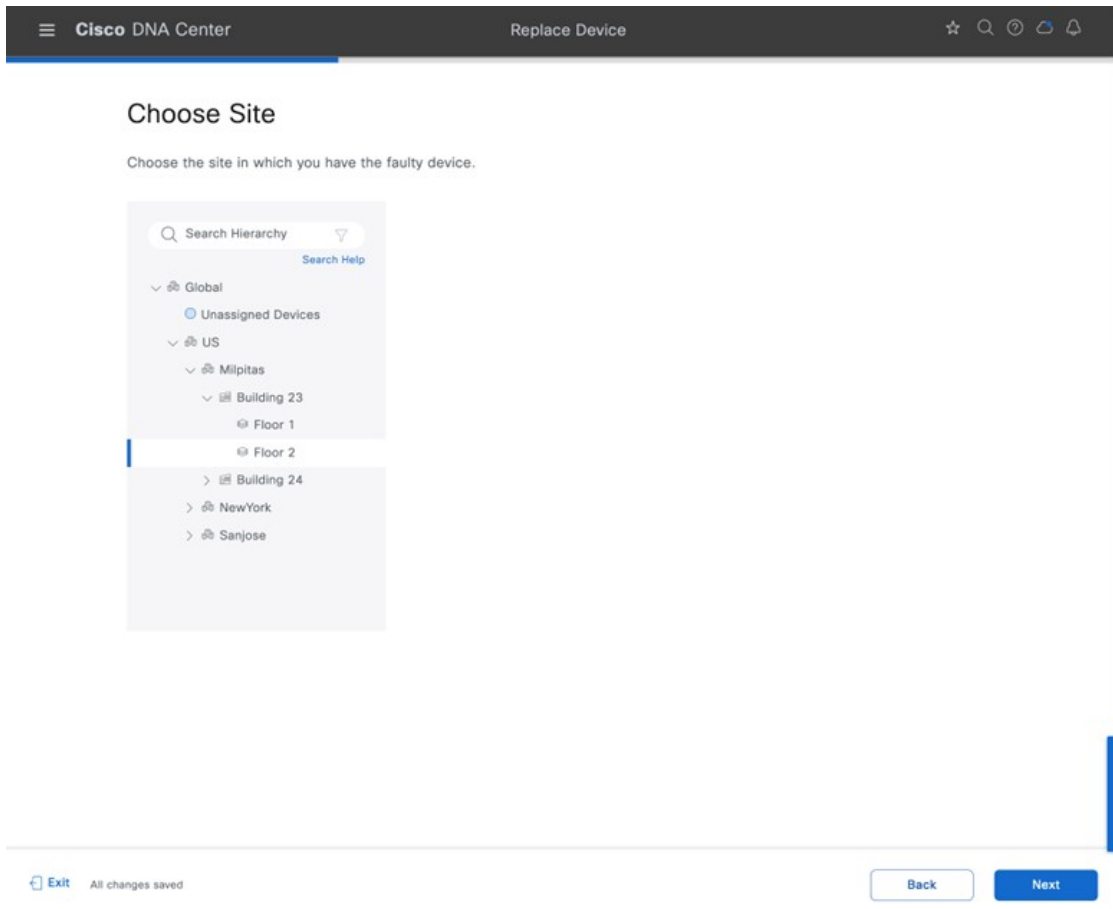 Cisco DNA Center Replace Device
Choose Site
Choose the site in which you have the faulty device.
Search Hierarchy
Search Help
Global
Unassigned Devices
US
Milpitas
Building 23
Floor 1
Floor 2
Building 24
NewYork
Sanjose
Exit All changes saved Back Next